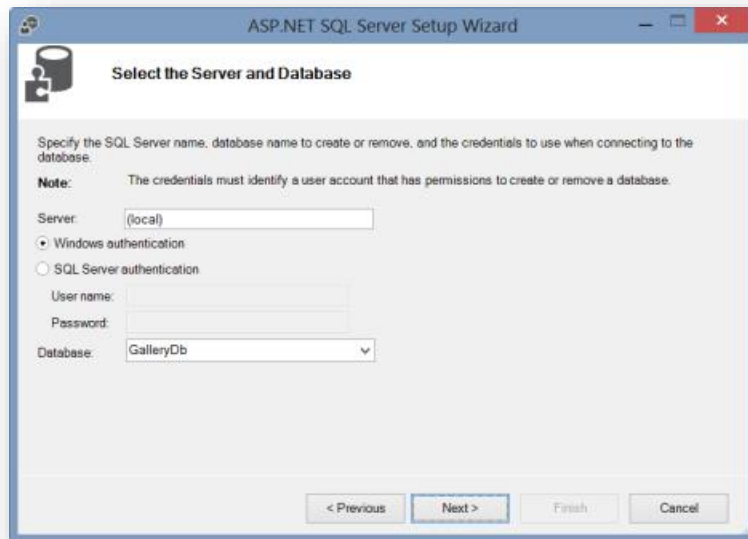 ASP.NET SQL Server Setup Wizard
Select the Server and Database
Specify the SQL Server name, database name to create or remove, and the credentials to use when connecting to the
database.
Note: The credentials must identify a user account that has permissions to create or remove a database.
Server: (local)
Windows authentication
SQL Server authentication
User name:
Password:
Database: GalleryDb
< Previous Next > Finish Cancel